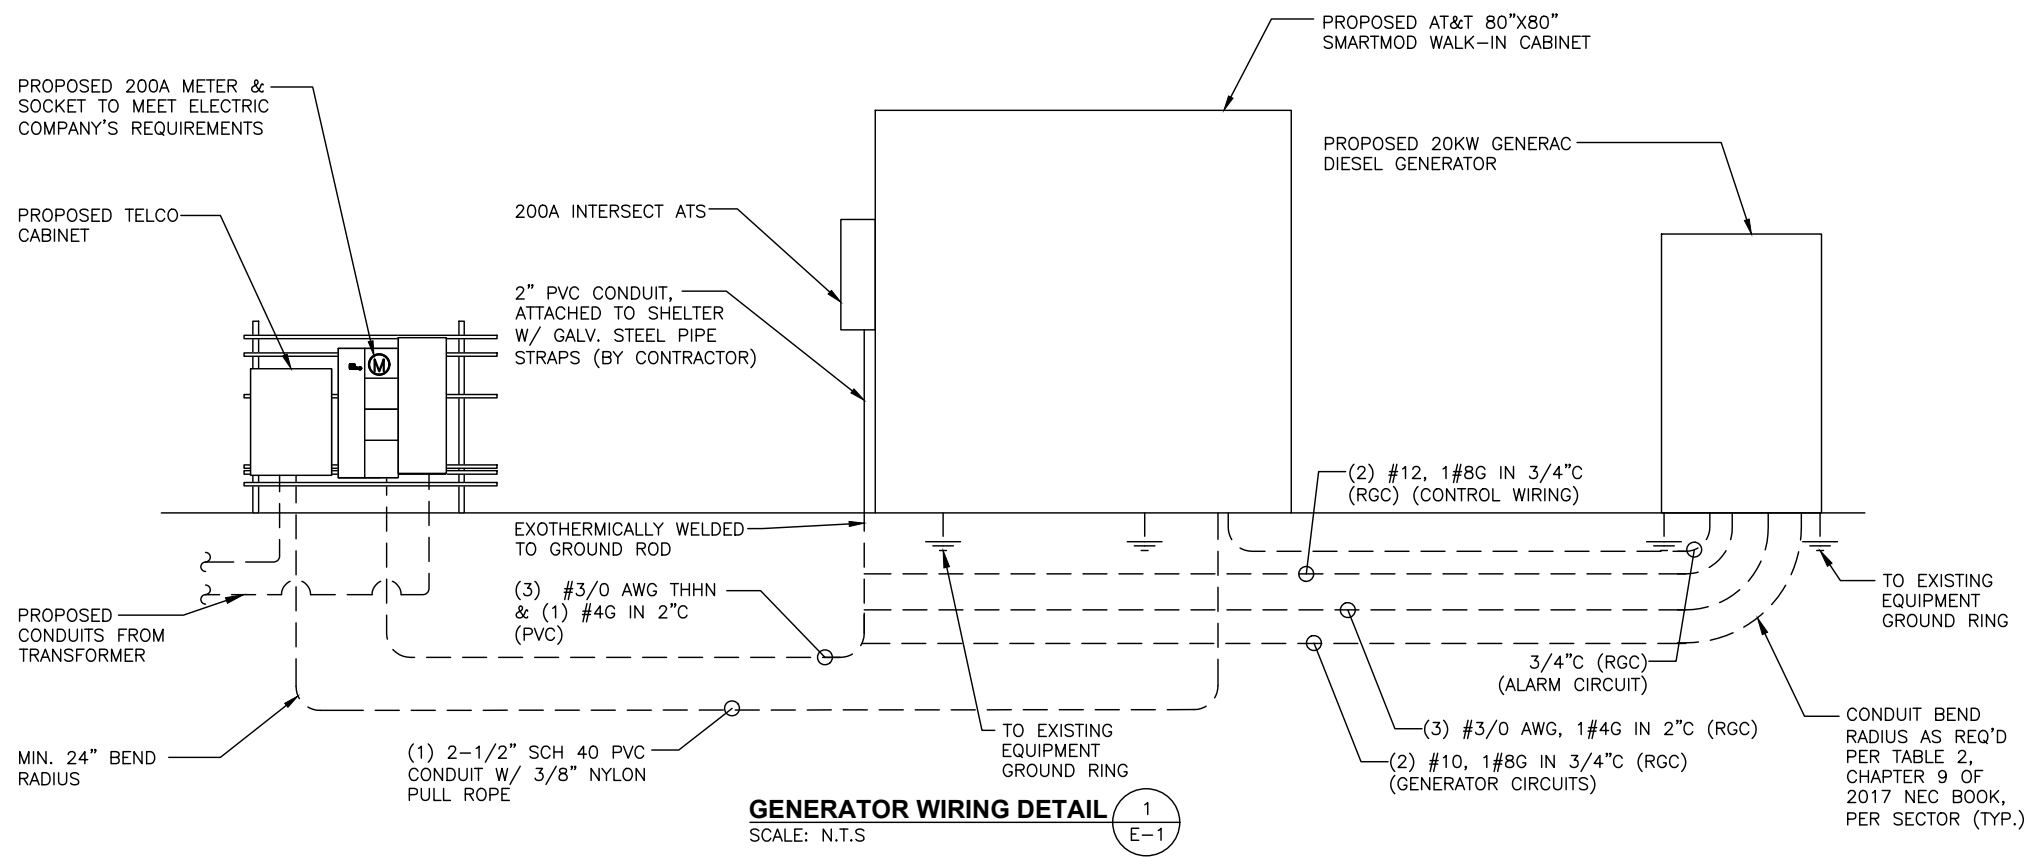 PROPOSED AT&T 80"X80"
SMARTMOD WALK-IN CABINET
PROPOSED 200A METER &
SOCKET TO MEET ELECTRIC
COMPANY'S REQUIREMENTS
PROPOSED 20KW GENERAC
DIESEL GENERATOR
PROPOSED TELCO
CABINET
200A INTERSECT ATS
2" PVC CONDUIT,
ATTACHED TO SHELTER
W/ GALV. STEEL PIPE
STRAPS (BY CONTRACTOR)
M
(2) #12, 1#8G IN 3/4"C
(RGC) (CONTROL WIRING)
EXOTHERMICALLY WELDED
TO GROUND ROD
(3) #3/0 AWG THHN
& (1) #4G IN 2"C
(PVC)
TO EXISTING
EQUIPMENT
GROUND RING
PROPOSED
CONDUITS FROM
TRANSFORMER
3/4"C (RGC)
(ALARM CIRCUIT)
MIN. 24" BEND
RADIUS
(1) 2-1/2" SCH 40 PVC
CONDUIT W/ 3/8" NYLON
PULL ROPE
TO EXISTING
EQUIPMENT
GROUND RING
(3) #3/0 AWG, 1#4G IN 2"C (RGC)
(2) #10, 1#8G IN 3/4"C (RGC)
(GENERATOR CIRCUITS)
CONDUIT BEND
RADIUS AS REQ'D
PER TABLE 2,
CHAPTER 9 OF
2017 NEC BOOK,
PER SECTOR (TYP.)
GENERATOR WIRING DETAIL
SCALE: N.T.S
1
E-1